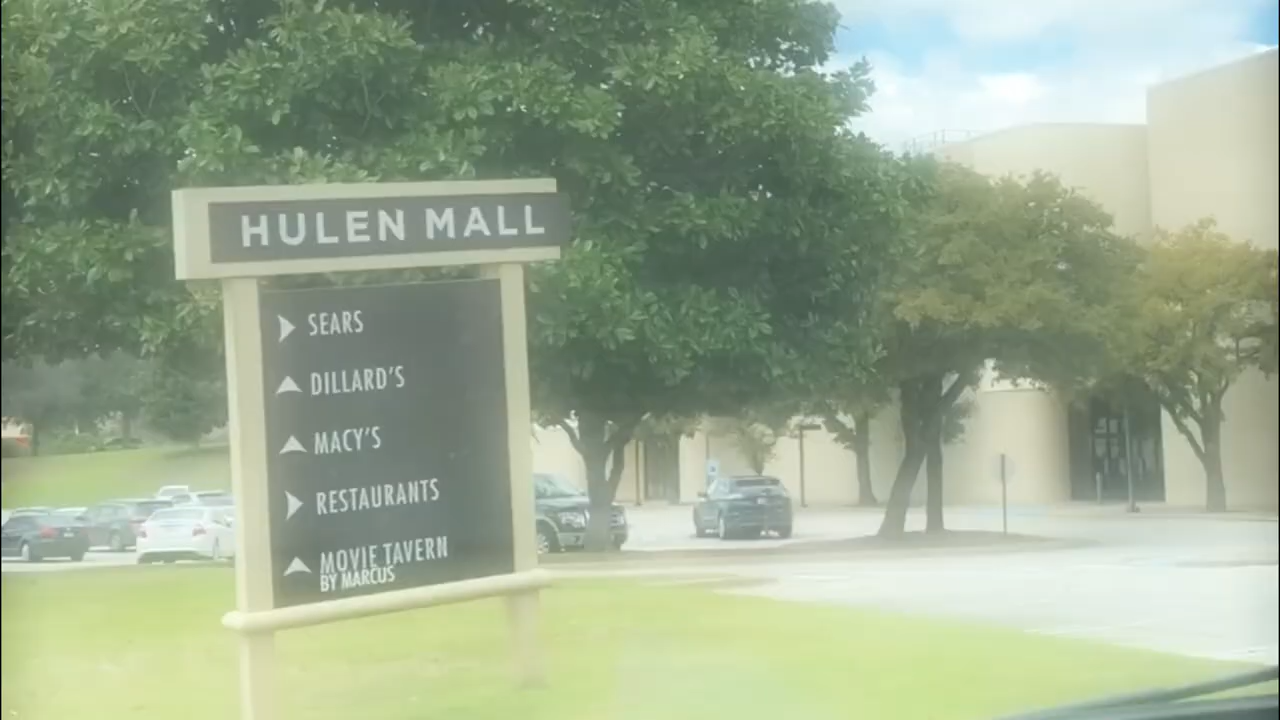 HULEN MALL
SEARS
DILLARD'S
MACY'S
RESTAURANTS
MOVIE TAVERN
BY MARCUS